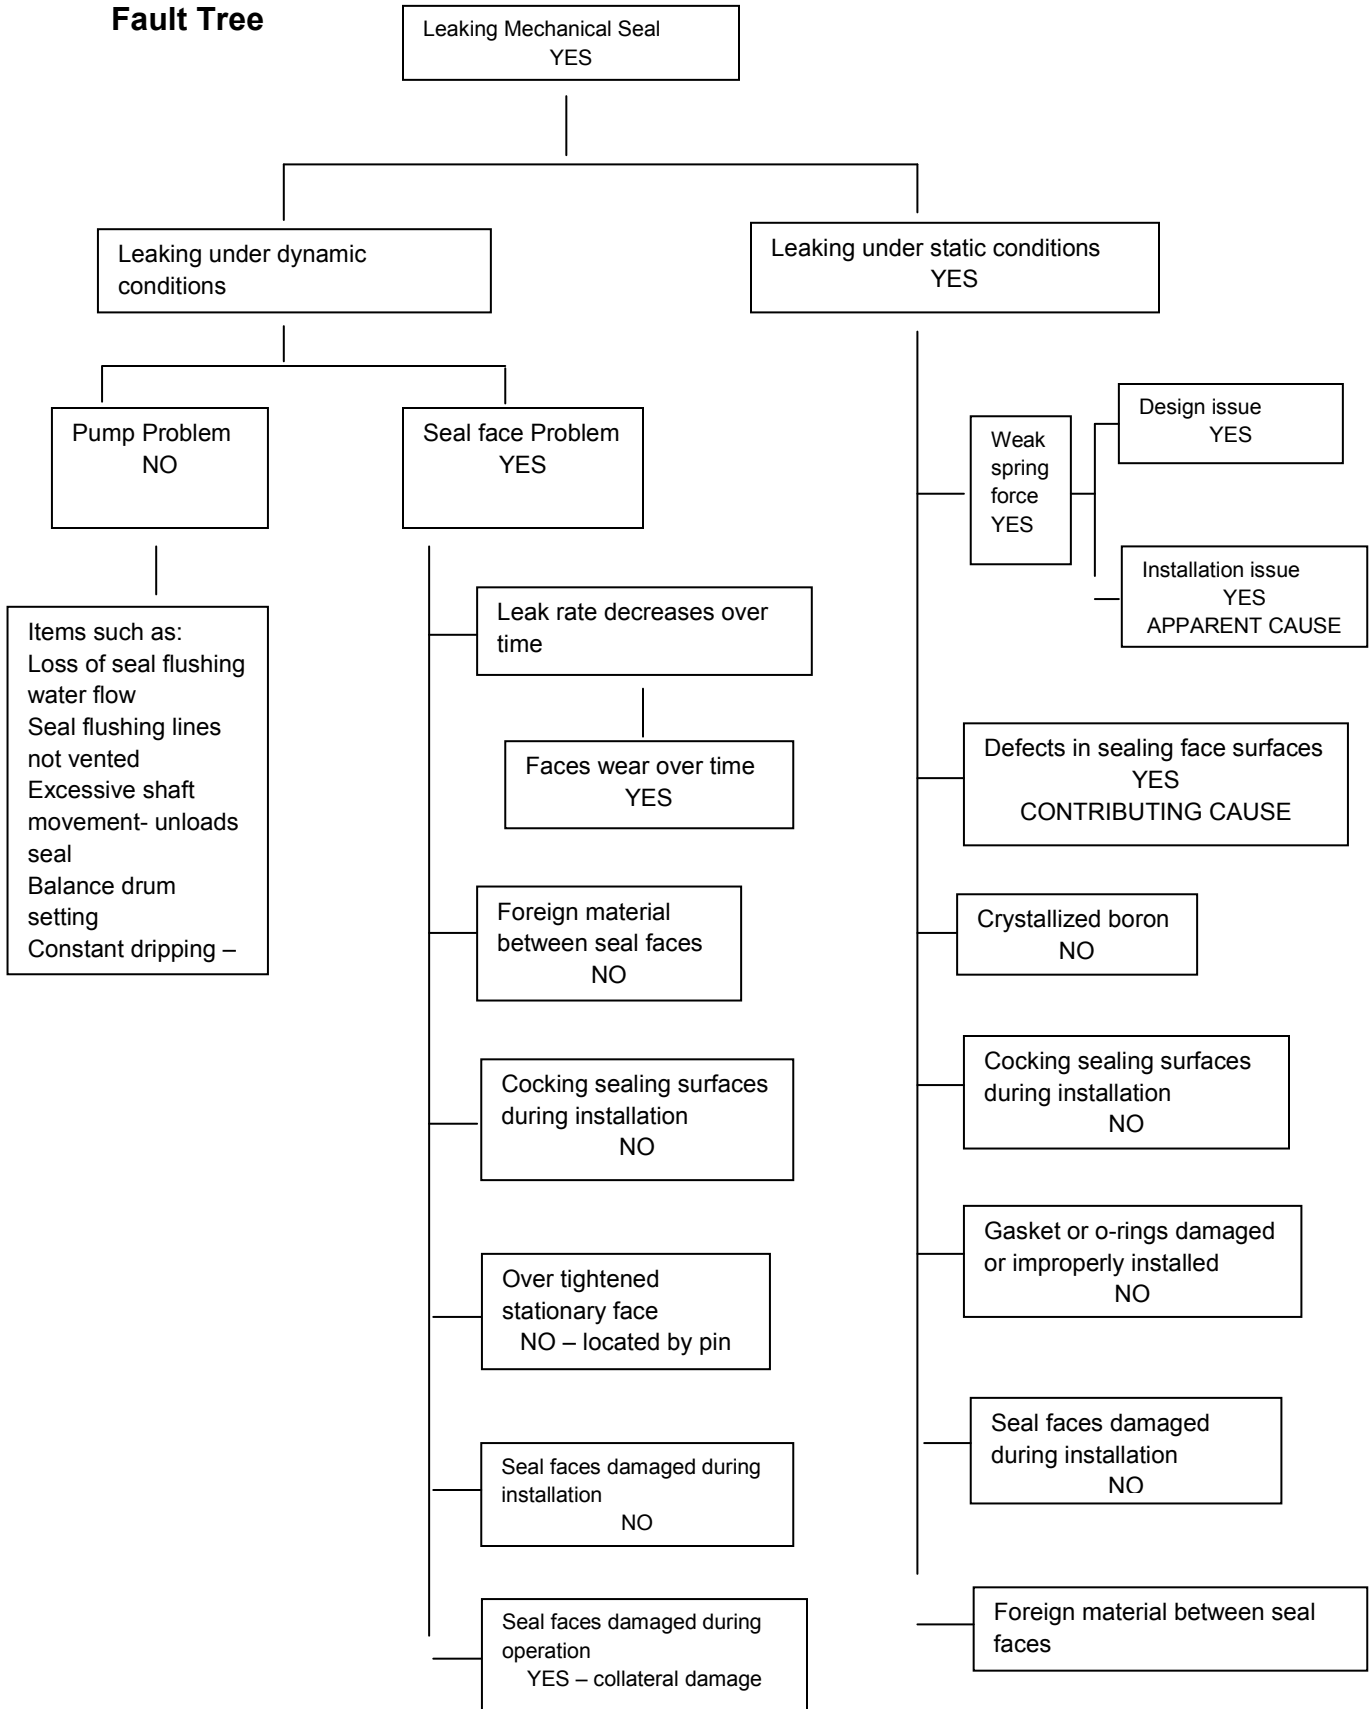 Fault Tree
Leaking Mechanical Seal
YES
Leaking under dynamic
conditions
Leaking under static conditions
YES
Pump Problem
NO
Seal face Problem
YES
Items such as:
Loss of seal flushing
water flow
Seal flushing lines
not vented
Excessive shaft
movement- unloads
seal
Balance drum
setting
Constant dripping –
Leak rate decreases over
time
Faces wear over time
YES
Foreign material
between seal faces
NO
Cocking sealing surfaces
during installation
NO
Over tightened
stationary face
NO – located by pin
Seal faces damaged during
installation
NO
Seal faces damaged during
operation
YES – collateral damage
Weak
spring
force
YES
Design issue
YES
Installation issue
YES
APPARENT CAUSE
Defects in sealing face surfaces
YES
CONTRIBUTING CAUSE
Crystallized boron
NO
Cocking sealing surfaces
during installation
NO
Gasket or o-rings damaged
or improperly installed
NO
Seal faces damaged
during installation
NO
Foreign material between seal
faces